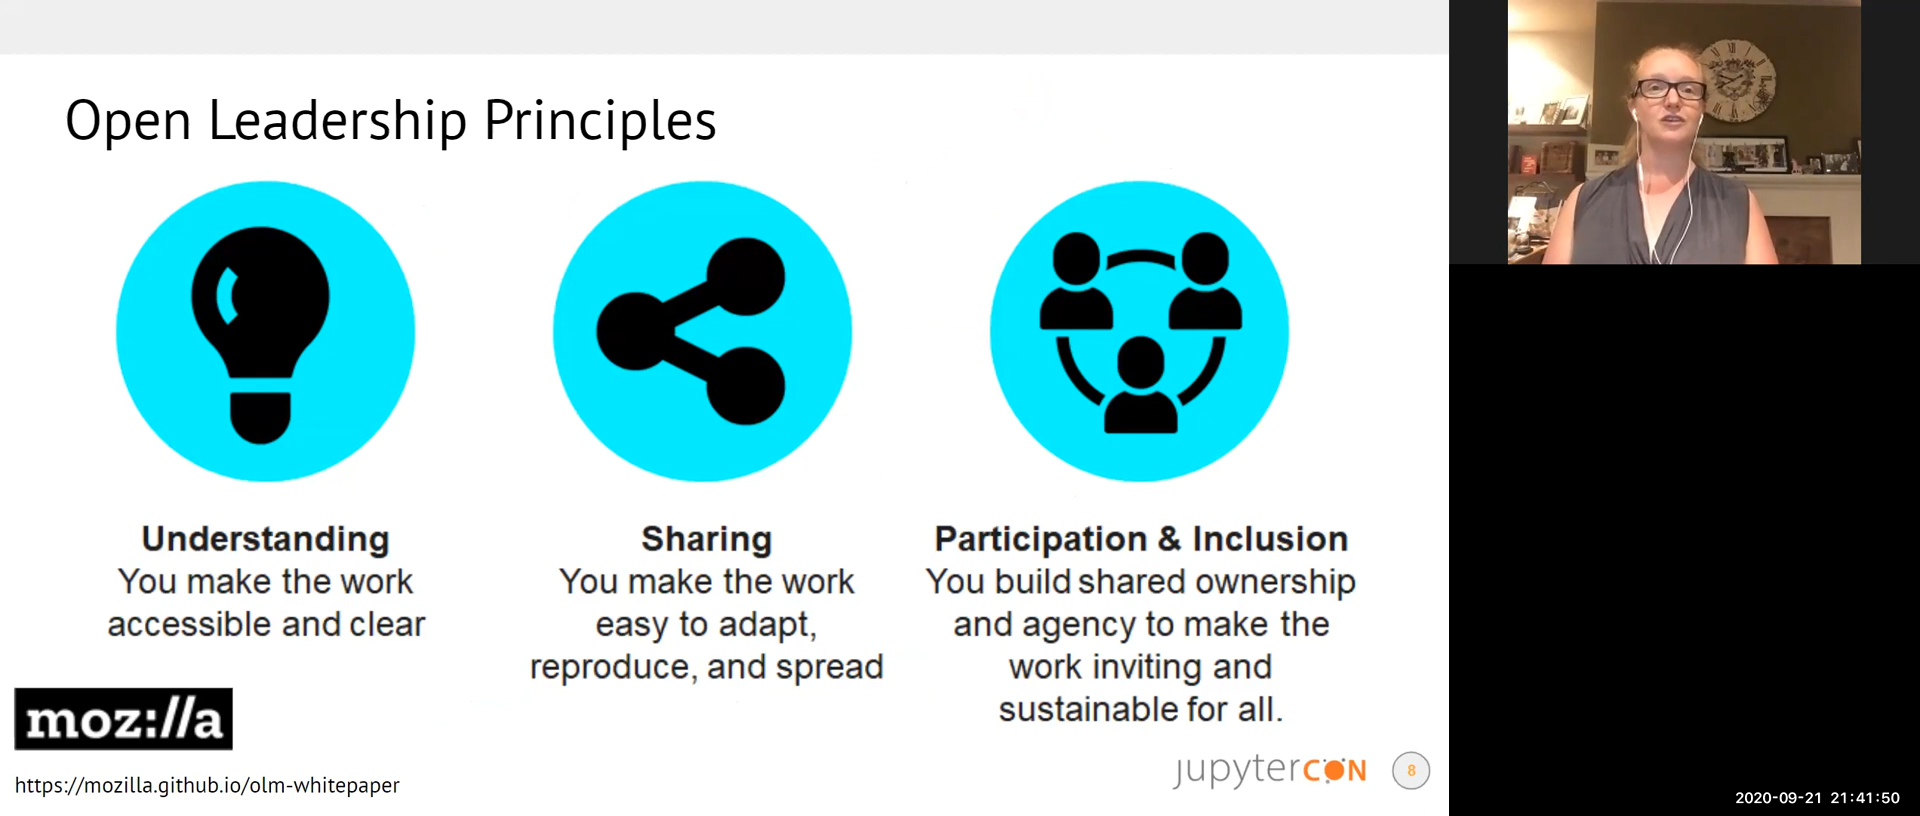 Open Leadership Principles
Understanding
You make the work
accessible and clear
Sharing
You make the work
easy to adapt,
reproduce, and spread
Participation & Inclusion
You build shared ownership
and agency to make the
work inviting and
sustainable for all.
moz://a
https://mozilla.github.io/olm-whitepaper
jupytercon
8
2020-09-21 21:41:50